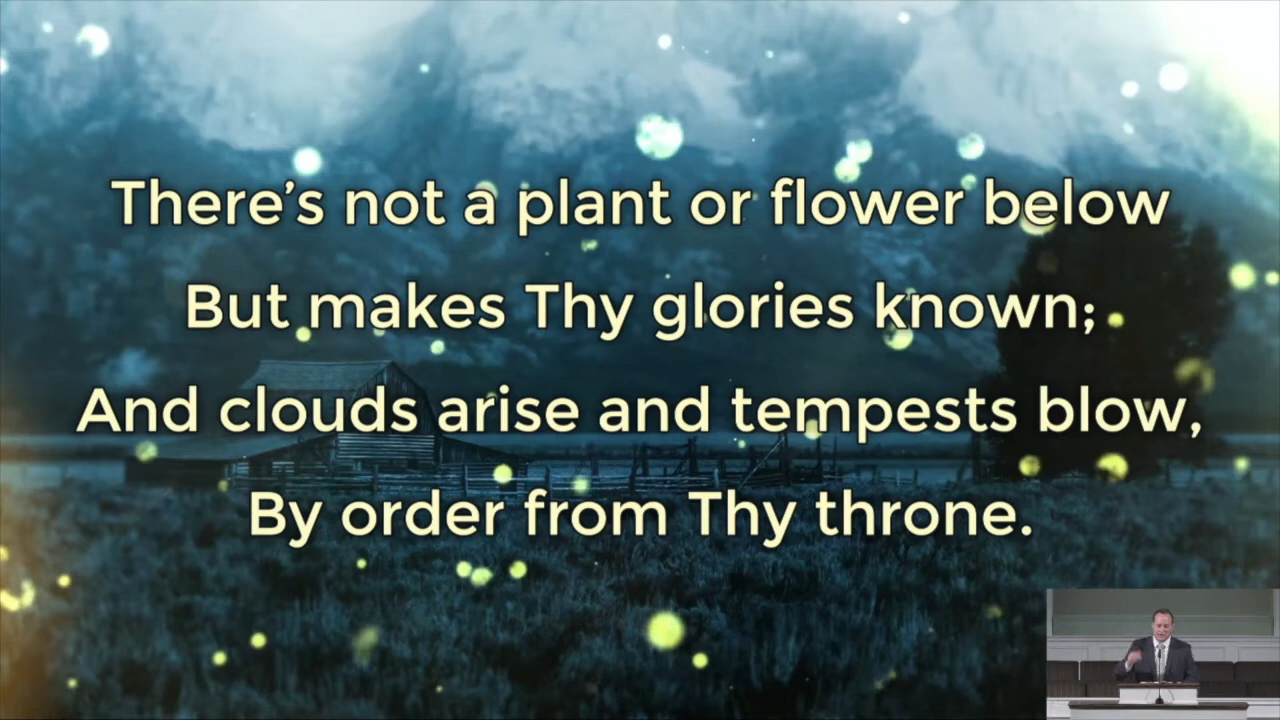 There’s not a plant or flower below
But makes Thy glories known;
And clouds arise and tempests blow,
By order from Thy throne.